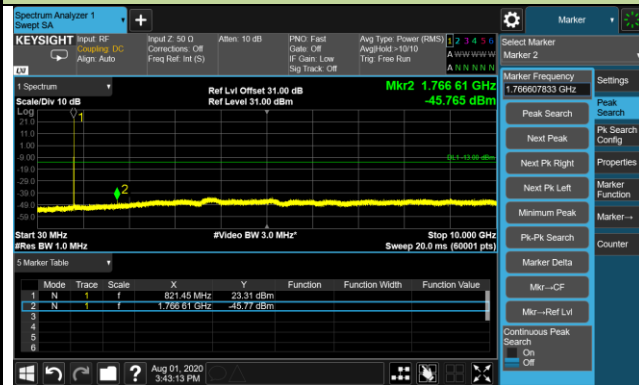 Spectrum Analyzer 1
Swept SA
Marker
KEYSIGHT
Input: RF
Coupling: DC
Align: Auto
Input Z: 50 Ω
Corrections: Off
Freq Ref: Int (S)
Atten: 10 dB
PNO: Fast
Gate: Off
IF Gain: Low
Sig Track: Off
Avg Type: Power (RMS)
Avg|Hold:>10/10
Trig: Free Run
1 2 3 4 5 6
A W W W W W
A N N N N N
LXI
Select Marker
Marker 2
1 Spectrum
Scale/Div 10 dB
Ref Lvl Offset 31.00 dB
Ref Level 31.00 dBm
Mkr2 1.766 61 GHz
-45.765 dBm
Log
21.0
11.0
1.00
-9.00
-19.0
-29.0
-39.0
-49.0
-59.0
1
2
DL1 -13.00 dBm
Start 30 MHz
#Res BW 1.0 MHz
#Video BW 3.0 MHz*
Stop 10.000 GHz
Sweep 20.0 ms (60001 pts)
5 Marker Table
Mode Trace Scale X Y Function Function Width Function Value
1 N 1 f 821.45 MHz 23.31 dBm
2 N 1 f 1.766 61 GHz -45.77 dBm
3
4
5
6
Marker Frequency
1.766607833 GHz
Peak Search
Next Peak
Next Pk Right
Next Pk Left
Minimum Peak
Pk-Pk Search
Marker Delta
Mkr→CF
Mkr→Ref Lvl
Continuous Peak
Search
On
Off
Settings
Peak
Search
Pk Search
Config
Properties
Marker
Function
Marker→
Counter
Aug 01, 2020
3:43:13 PM